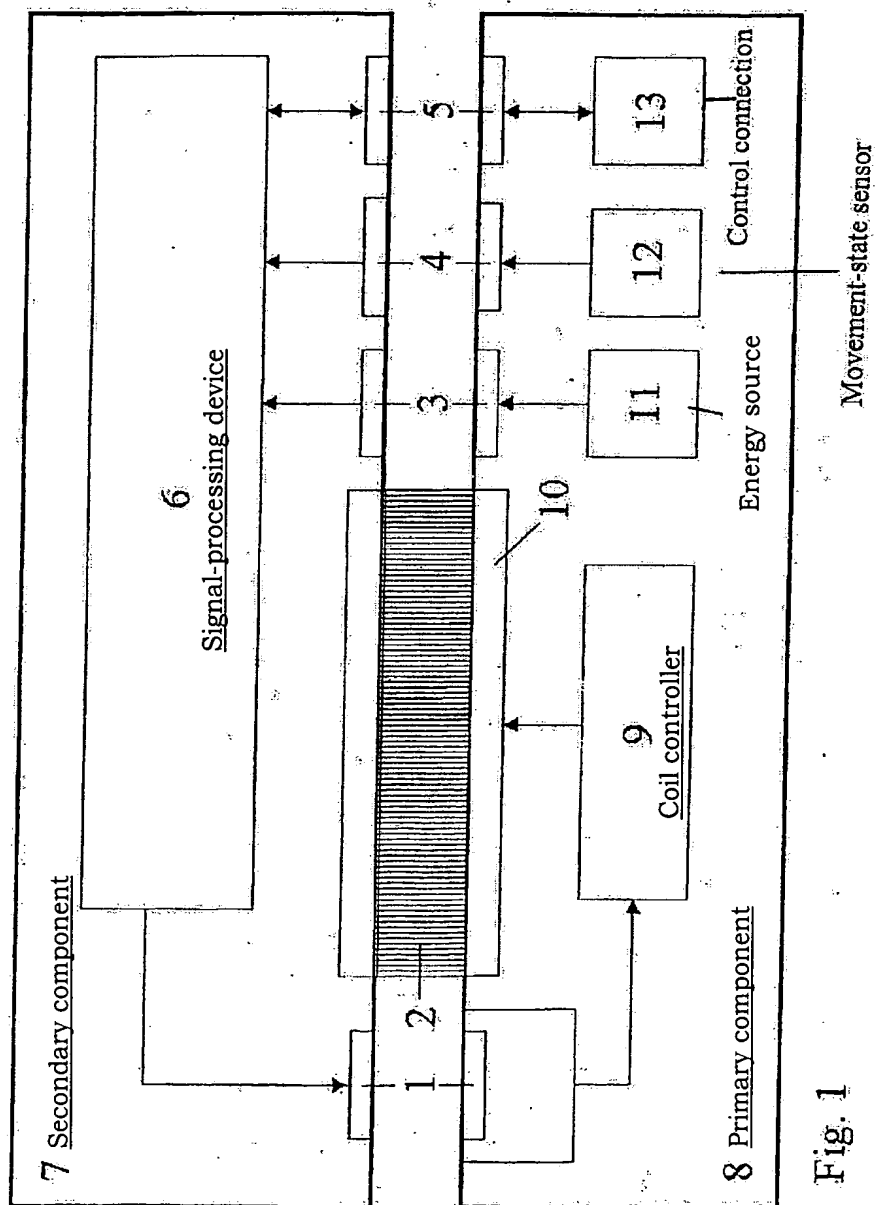 7 Secondary component
6
Signal-processing device
1
2
3
4
5
10
9
Coil controller
11
12
13
Energy source
Control connection
Movement-state sensor
8 Primary component
Fig. 1